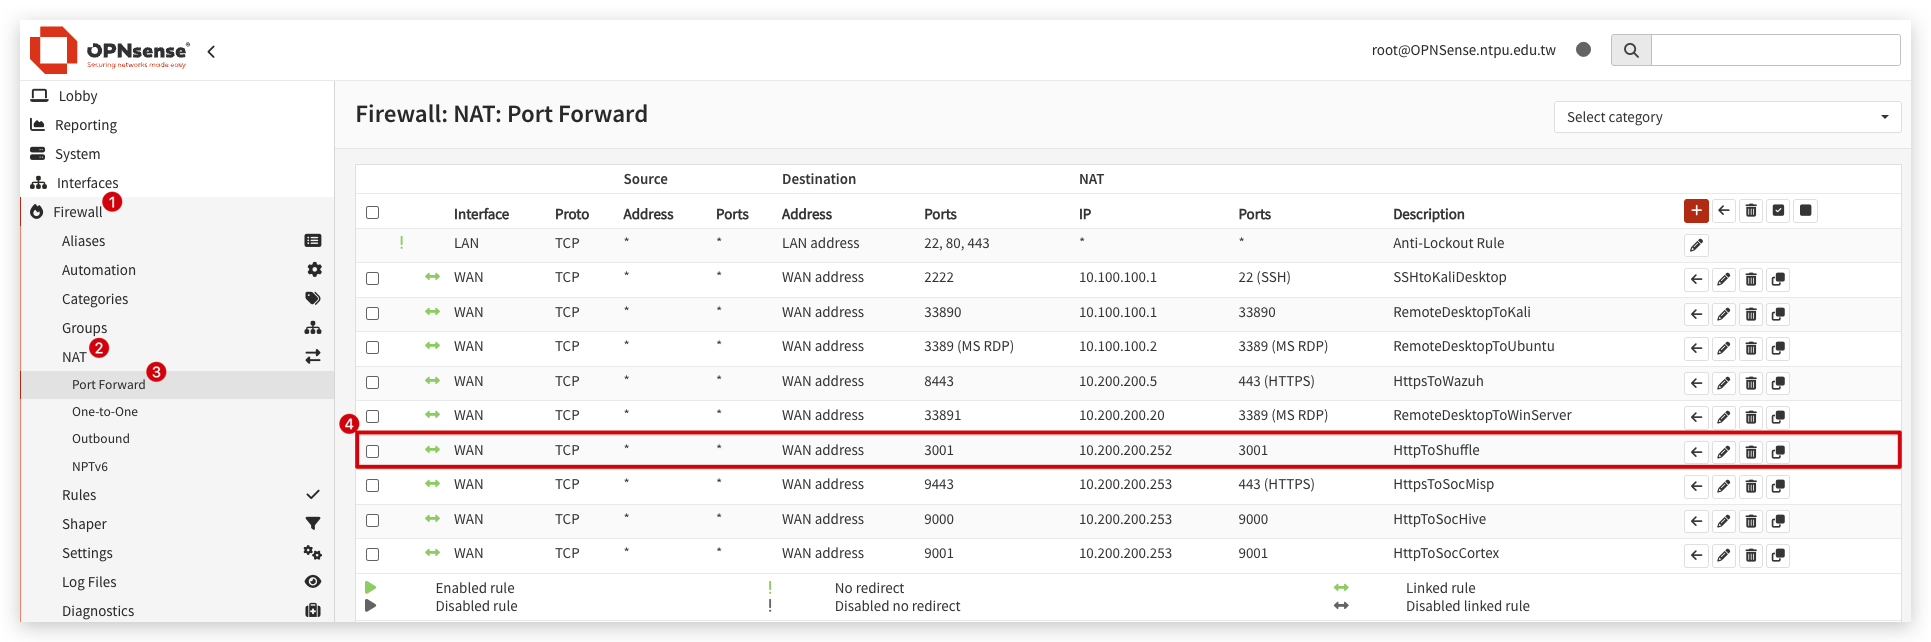 OPNsense®
Securing networks made easy
root@OPNSense.ntpu.edu.tw
Lobby
Reporting
System
Interfaces
Firewall 1
Aliases
Automation
Categories
Groups
NAT 2
Port Forward 3
One-to-One
Outbound
NPTv6
Rules
Shaper
Settings
Log Files
Diagnostics
Firewall: NAT: Port Forward
Select category
Source Destination NAT
Interface Proto Address Ports Address Ports IP Ports Description
! LAN TCP * * LAN address 22, 80, 443 * * Anti-Lockout Rule
WAN TCP * * WAN address 2222 10.100.100.1 22 (SSH) SSHtoKaliDesktop
WAN TCP * * WAN address 33890 10.100.100.1 33890 RemoteDesktopToKali
WAN TCP * * WAN address 3389 (MS RDP) 10.100.100.2 3389 (MS RDP) RemoteDesktopToUbuntu
WAN TCP * * WAN address 8443 10.200.200.5 443 (HTTPS) HttpsToWazuh
WAN TCP * * WAN address 33891 10.200.200.20 3389 (MS RDP) RemoteDesktopToWinServer
4 WAN TCP * * WAN address 3001 10.200.200.252 3001 HttpToShuffle
WAN TCP * * WAN address 9443 10.200.200.253 443 (HTTPS) HttpsToSocMisp
WAN TCP * * WAN address 9000 10.200.200.253 9000 HttpToSocHive
WAN TCP * * WAN address 9001 10.200.200.253 9001 HttpToSocCortex
Enabled rule ! No redirect Linked rule
Disabled rule ! Disabled no redirect Disabled linked rule